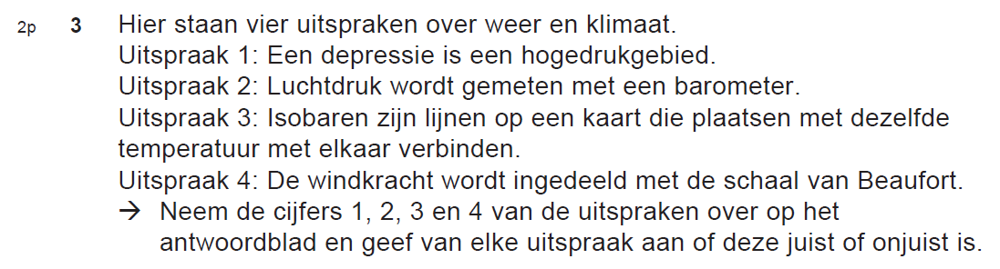 2p 3 Hier staan vier uitspraken over weer en klimaat.
Uitspraak 1: Een depressie is een hogedrukgebied.
Uitspraak 2: Luchtdruk wordt gemeten met een barometer.
Uitspraak 3: Isobaren zijn lijnen op een kaart die plaatsen met dezelfde
temperatuur met elkaar verbinden.
Uitspraak 4: De windkracht wordt ingedeeld met de schaal van Beaufort.
→ Neem de cijfers 1, 2, 3 en 4 van de uitspraken over op het
antwoordblad en geef van elke uitspraak aan of deze juist of onjuist is.